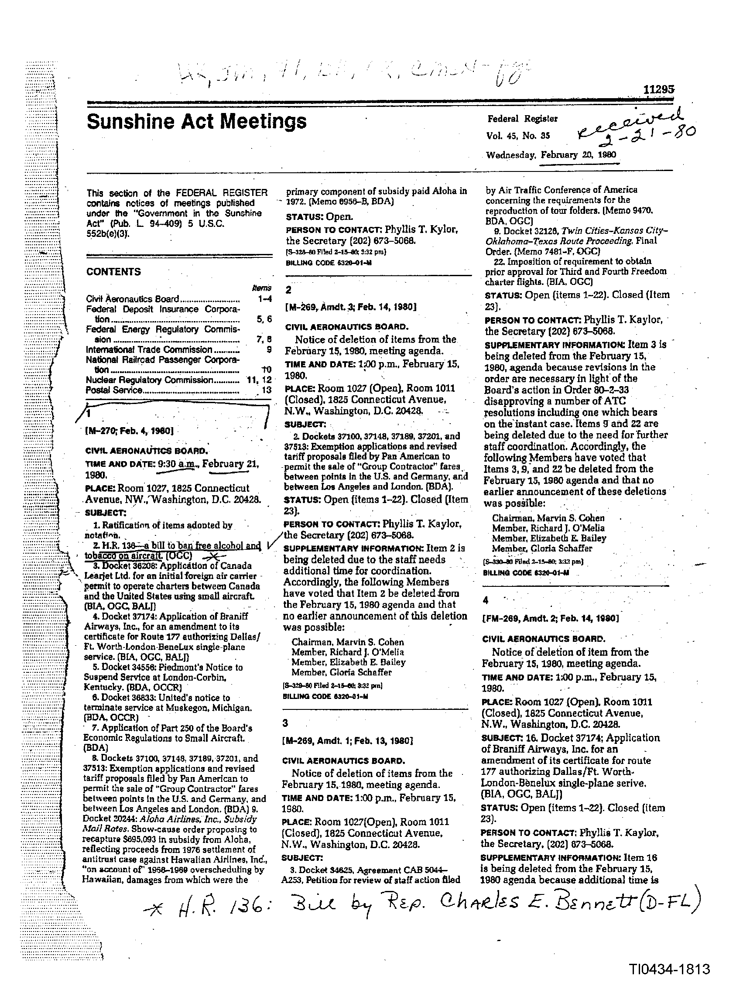 11295
Sunshine Act Meetings
Federal Register
Vol. 45, No. 35
Wednesday, February 20, 1980
Received
2-21-80
This section of the FEDERAL REGISTER
contains notices of meetings published
under the "Government in the Sunshine
Act" (Pub. L. 94-409) 5 U.S.C.
552b(e)(3).
CONTENTS
Items
Civil Aeronautics Board.................... 1-4
Federal Deposit Insurance Corpora-
tion.................... 5, 6
Federal Energy Regulatory Commis-
sion.................... 7, 8
International Trade Commission .......... 9
National Railroad Passenger Corpora-
tion.................... 10
Nuclear Regulatory Commission.......... 11, 12
Postal Service.................... 13
1
[M-270; Feb. 4, 1980]
CIVIL AERONAUTICS BOARD.
TIME AND DATE: 9:30 a.m., February 21,
1980.
PLACE: Room 1027, 1825 Connecticut
Avenue, NW., Washington, D.C. 20428.
SUBJECT:
1. Ratification of items adopted by
notation.
2. H.R. 136—a bill to ban free alcohol and
tobacco on aircraft. (OGC)
3. Docket 36208: Application of Canada
Learjet Ltd. for an initial foreign air carrier
permit to operate charters between Canada
and the United States using small aircraft.
(BIA, OGC, BALJ)
4. Docket 37174: Application of Braniff
Airways, Inc., for an amendment to its
certificate for Route 177 authorizing Dallas/
Ft. Worth-London-BeneLux single-plane
service. (BIA, OGC, BALJ)
5. Docket 34556: Piedmont's Notice to
Suspend Service at London-Corbin,
Kentucky. (BDA, OCCR)
6. Docket 36833: United's notice to
terminate service at Muskegon, Michigan.
(BDA, OCCR)
7. Application of Part 250 of the Board's
Economic Regulations to Small Aircraft.
(BDA)
8. Dockets 37100, 37148, 37189, 37201, and
37513: Exemption applications and revised
tariff proposals filed by Pan American to
permit the sale of "Group Contractor" fares
between points in the U.S. and Germany, and
between Los Angeles and London. (BDA) 9.
Docket 20244: Aloha Airlines, Inc., Subsidy
Mail Rates. Show-cause order proposing to
recapture $695,093 in subsidy from Aloha,
reflecting proceeds from 1976 settlement of
antitrust case against Hawaiian Airlines, Inc.,
"on account of" 1968-1969 overscheduling by
Hawaiian, damages from which were the
primary component of subsidy paid Aloha in
1972. (Memo 6956-B, BDA)
STATUS: Open.
PERSON TO CONTACT: Phyllis T. Kylor,
the Secretary (202) 673-5068.
[S-328-80 Filed 2-15-80; 3:32 pm]
BILLING CODE 6320-01-M
2
[M-269, Amdt. 3; Feb. 14, 1980]
CIVIL AERONAUTICS BOARD.
Notice of deletion of items from the
February 15, 1980, meeting agenda.
TIME AND DATE: 1:00 p.m., February 15,
1980.
PLACE: Room 1027 (Open), Room 1011
(Closed), 1825 Connecticut Avenue,
N.W., Washington, D.C. 20428.
SUBJECT:
2. Dockets 37100, 37148, 37189, 37201, and
37513: Exemption applications and revised
tariff proposals filed by Pan American to
permit the sale of "Group Contractor" fares
between points in the U.S. and Germany, and
between Los Angeles and London. (BDA).
STATUS: Open (items 1-22). Closed (Item
23).
PERSON TO CONTACT: Phyllis T. Kaylor,
the Secretary (202) 673-5068.
SUPPLEMENTARY INFORMATION: Item 2 is
being deleted due to the staff needs
additional time for coordination.
Accordingly, the following Members
have voted that Item 2 be deleted from
the February 15, 1980 agenda and that
no earlier announcement of this deletion
was possible:
Chairman, Marvin S. Cohen
Member, Richard J. O'Melia
Member, Elizabeth E. Bailey
Member, Gloria Schaffer
[S-329-80 Filed 2-15-80; 3:32 pm]
BILLING CODE 6320-01-M
3
[M-269, Amdt. 1; Feb. 13, 1980]
CIVIL AERONAUTICS BOARD.
Notice of deletion of items from the
February 15, 1980, meeting agenda.
TIME AND DATE: 1:00 p.m., February 15,
1980.
PLACE: Room 1027(Open), Room 1011
(Closed), 1825 Connecticut Avenue,
N.W., Washington, D.C. 20428.
SUBJECT:
3. Docket 34625, Agreement CAB 5044-
A253, Petition for review of staff action filed
by Air Traffic Conference of America
concerning the requirements for the
reproduction of tour folders. (Memo 9470,
BDA, OGC)
9. Docket 32126, Twin Cities-Kansas City-
Oklahoma-Texas Route Proceeding. Final
Order. (Memo 7481-F, OGC)
22. Imposition of requirement to obtain
prior approval for Third and Fourth Freedom
charter flights. (BIA, OGC)
STATUS: Open (items 1-22). Closed (Item
23).
PERSON TO CONTACT: Phyllis T. Kaylor,
the Secretary (202) 673-5068.
SUPPLEMENTARY INFORMATION: Item 3 is
being deleted from the February 15,
1980, agenda because revisions in the
order are necessary in light of the
Board's action in Order 80-2-33
disapproving a number of ATC
resolutions including one which bears
on the instant case. Items 9 and 22 are
being deleted due to the need for further
staff coordination. Accordingly, the
following Members have voted that
Items 3, 9, and 22 be deleted from the
February 15, 1980 agenda and that no
earlier announcement of these deletions
was possible:
Chairman, Marvin S. Cohen
Member, Richard J. O'Melia
Member, Elizabeth E. Bailey
Member, Gloria Schaffer
[S-330-80 Filed 2-15-80; 3:32 pm]
BILLING CODE 6320-01-M
4
[FM-269, Amdt. 2; Feb. 14, 1980]
CIVIL AERONAUTICS BOARD.
Notice of deletion of item from the
February 15, 1980, meeting agenda.
TIME AND DATE: 1:00 p.m., February 15,
1980.
PLACE: Room 1027 (Open), Room 1011
(Closed), 1825 Connecticut Avenue,
N.W., Washington, D.C. 20428.
SUBJECT: 16. Docket 37174; Application
of Braniff Airways, Inc. for an
amendment of its certificate for route
177 authorizing Dallas/Ft. Worth-
London-Benelux single-plane serive.
(BIA, OGC, BALJ)
STATUS: Open (items 1-22). Closed (item
23).
PERSON TO CONTACT: Phyllis T. Kaylor,
the Secretary, (202) 673-5068.
SUPPLEMENTARY INFORMATION: Item 16
is being deleted from the February 15,
1980 agenda because additional time is
* H.R. 136: Bill by Rep. Charles E. Bennett (D-FL)
TI0434-1813